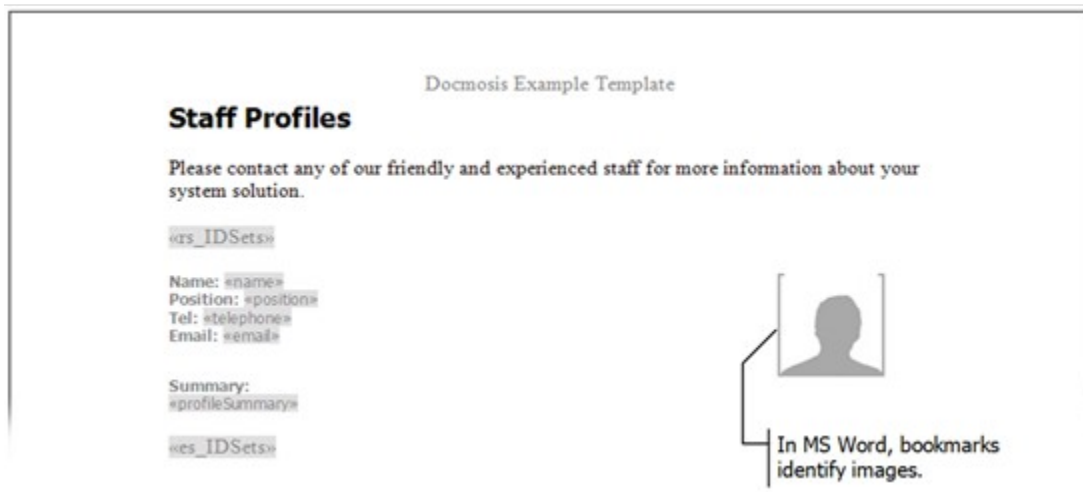 Docmosis Example Template
Staff Profiles
Please contact any of our friendly and experienced staff for more information about your
system solution.
«rs_IDSets»
Name: «name»
Position: «position»
Tel: «telephone»
Email: «email»
Summary:
«profileSummary»
«es_IDSets»
In MS Word, bookmarks
identify images.